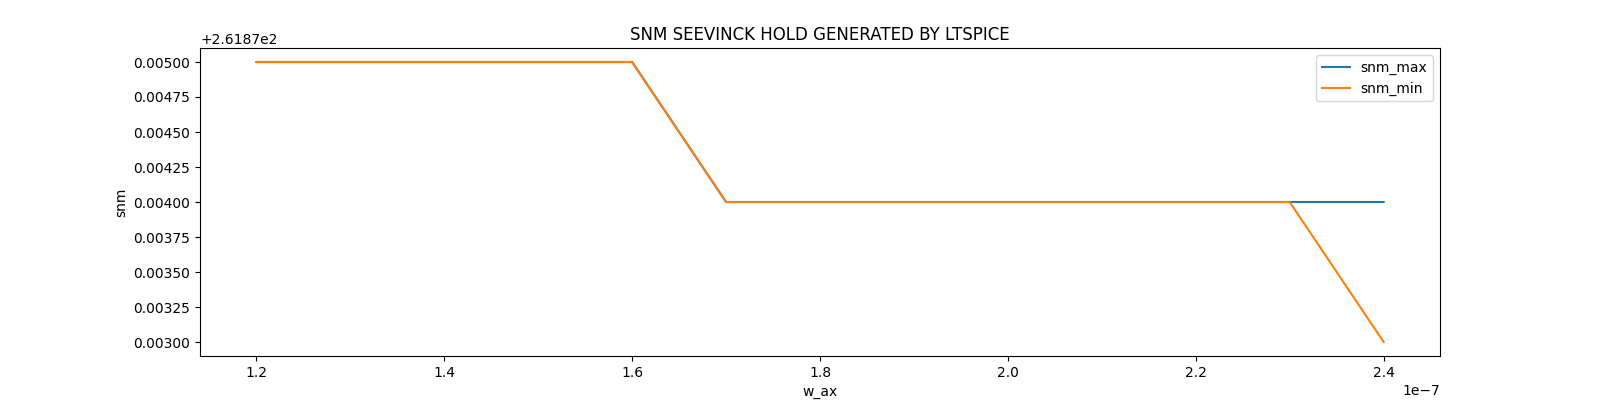 SNM SEEVINCK HOLD GENERATED BY LTSPICE
+2.6187e2
0.00500
0.00475
0.00450
0.00425
0.00400
0.00375
0.00350
0.00325
0.00300
snm
snm_max
snm_min
1.2 1.4 1.6 1.8 2.0 2.2 2.4
w_ax
1e−7